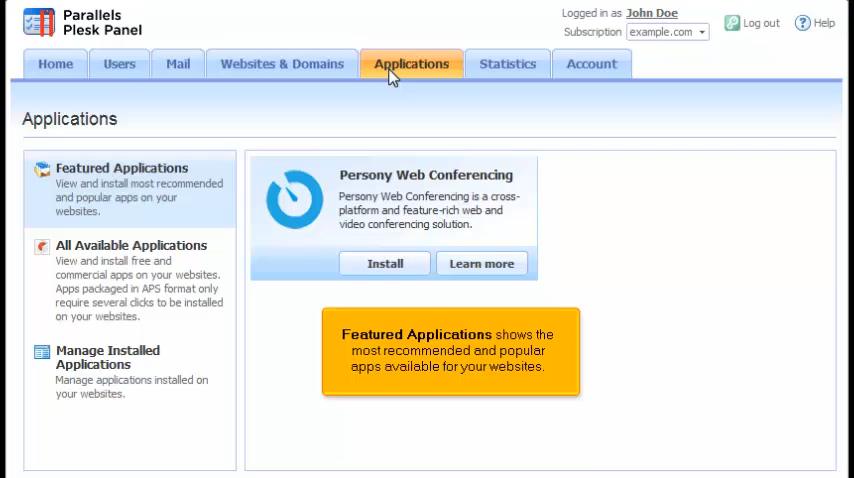 Parallels
Plesk Panel
Logged in as John Doe
Subscription example.com
Log out
Help
Home
Users
Mail
Websites & Domains
Applications
Statistics
Account
Applications
Featured Applications
View and install most recommended
and popular apps on your
websites.
All Available Applications
View and install free and
commercial apps on your websites.
Apps packaged in APS format only
require several clicks to be installed
on your websites.
Manage Installed
Applications
Manage applications installed on
your websites.
Persony Web Conferencing
Persony Web Conferencing is a cross-
platform and feature-rich web and
video conferencing solution.
Install
Learn more
Featured Applications shows the
most recommended and popular
apps available for your websites.